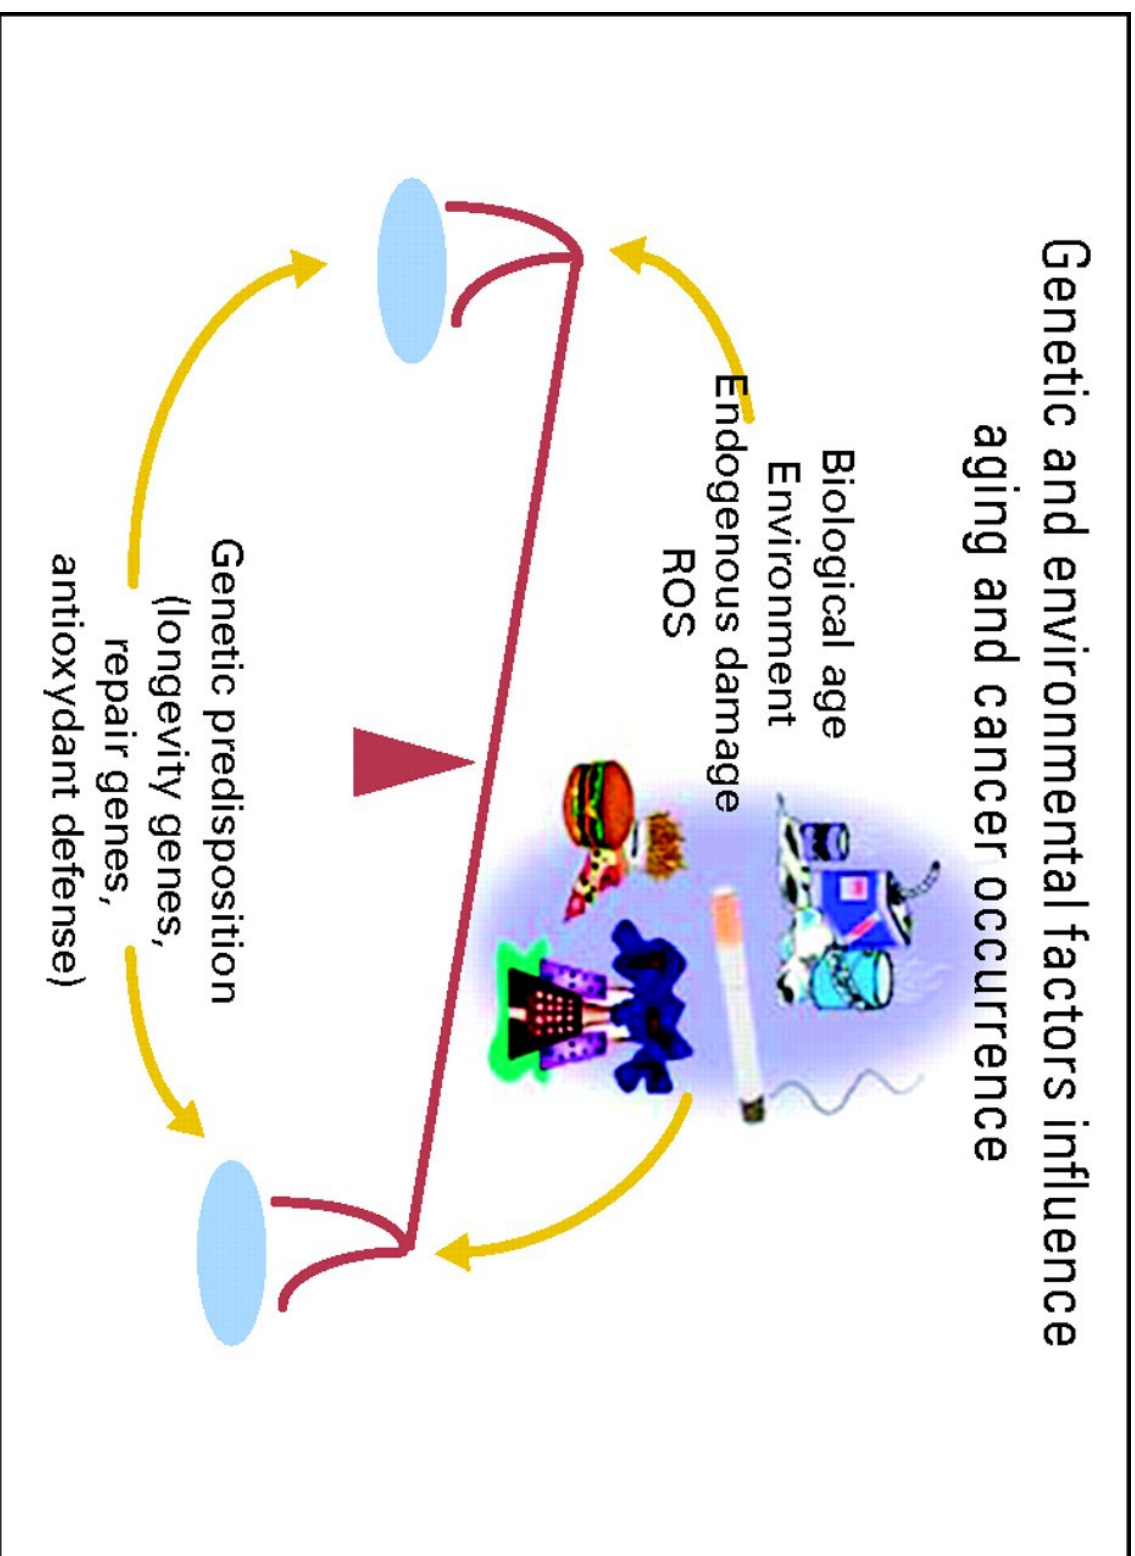 Genetic and environmental factors influence
aging and cancer occurrence
Biological age
Environment
Endogenous damage
ROS
Genetic predisposition
(longevity genes,
repair genes,
antioxydant defense)